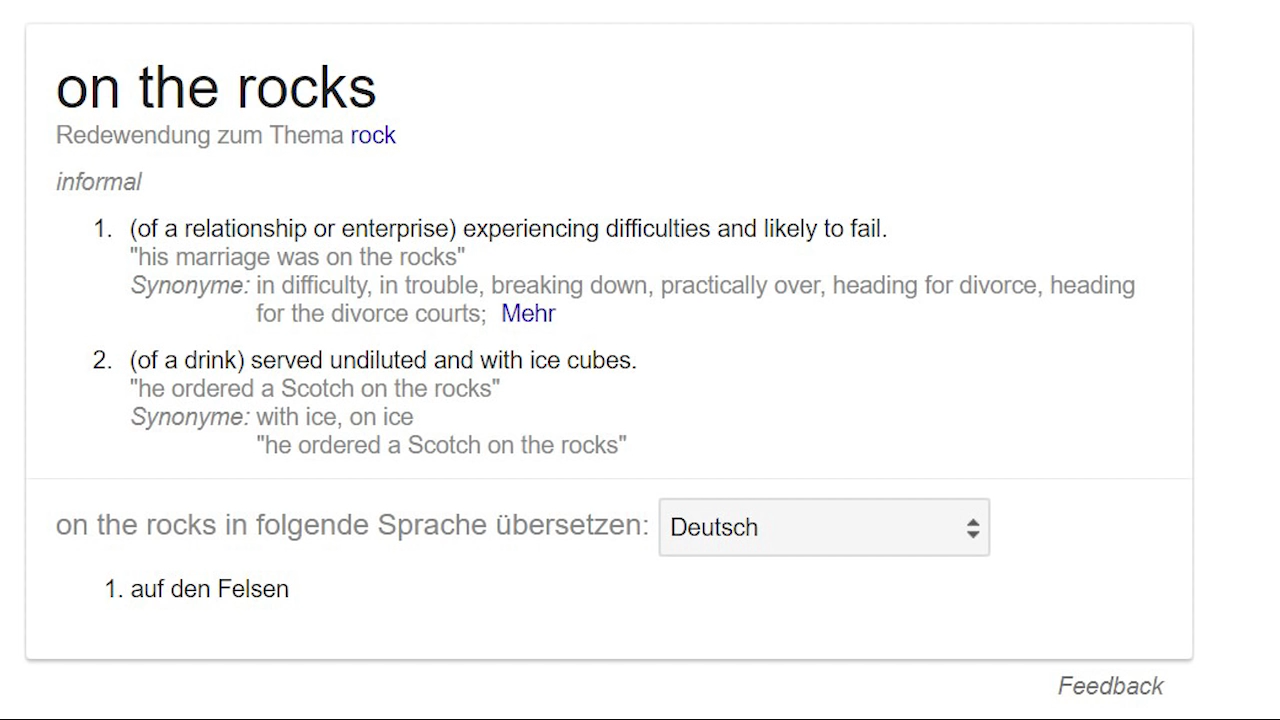 on the rocks
Redewendung zum Thema rock
informal
1. (of a relationship or enterprise) experiencing difficulties and likely to fail.
"his marriage was on the rocks"
Synonyme: in difficulty, in trouble, breaking down, practically over, heading for divorce, heading
for the divorce courts; Mehr
2. (of a drink) served undiluted and with ice cubes.
"he ordered a Scotch on the rocks"
Synonyme: with ice, on ice
"he ordered a Scotch on the rocks"
on the rocks in folgende Sprache übersetzen: Deutsch
1. auf den Felsen
Feedback